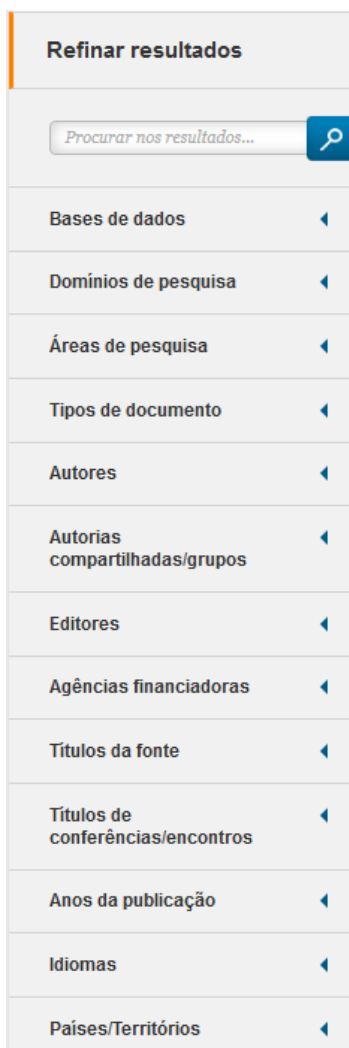 Refinar resultados
Procurar nos resultados...
Bases de dados
Domínios de pesquisa
Áreas de pesquisa
Tipos de documento
Autores
Autorias
compartilhadas/grupos
Editores
Agências financiadoras
Títulos da fonte
Títulos de
conferências/encontros
Anos da publicação
Idiomas
Países/Territórios